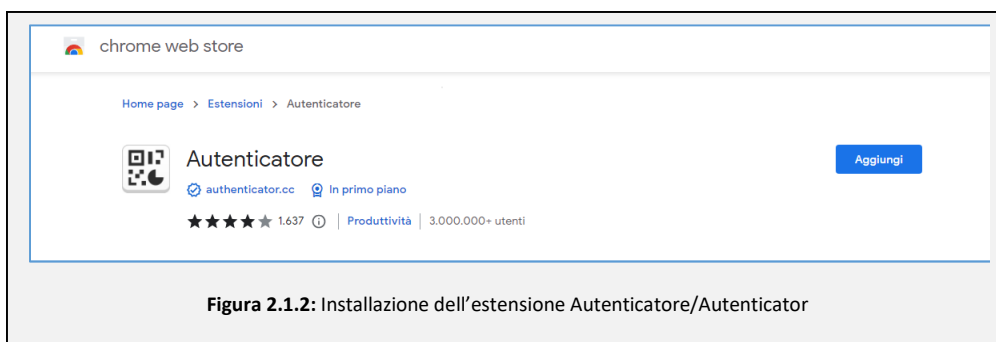 chrome web store
Home page > Estensioni > Autenticatore
Autenticatore
Aggiungi
authenticator.cc In primo piano
1.637 Produttività 3.000.000+ utenti
Figura 2.1.2: Installazione dell’estensione Autenticatore/Autenticator